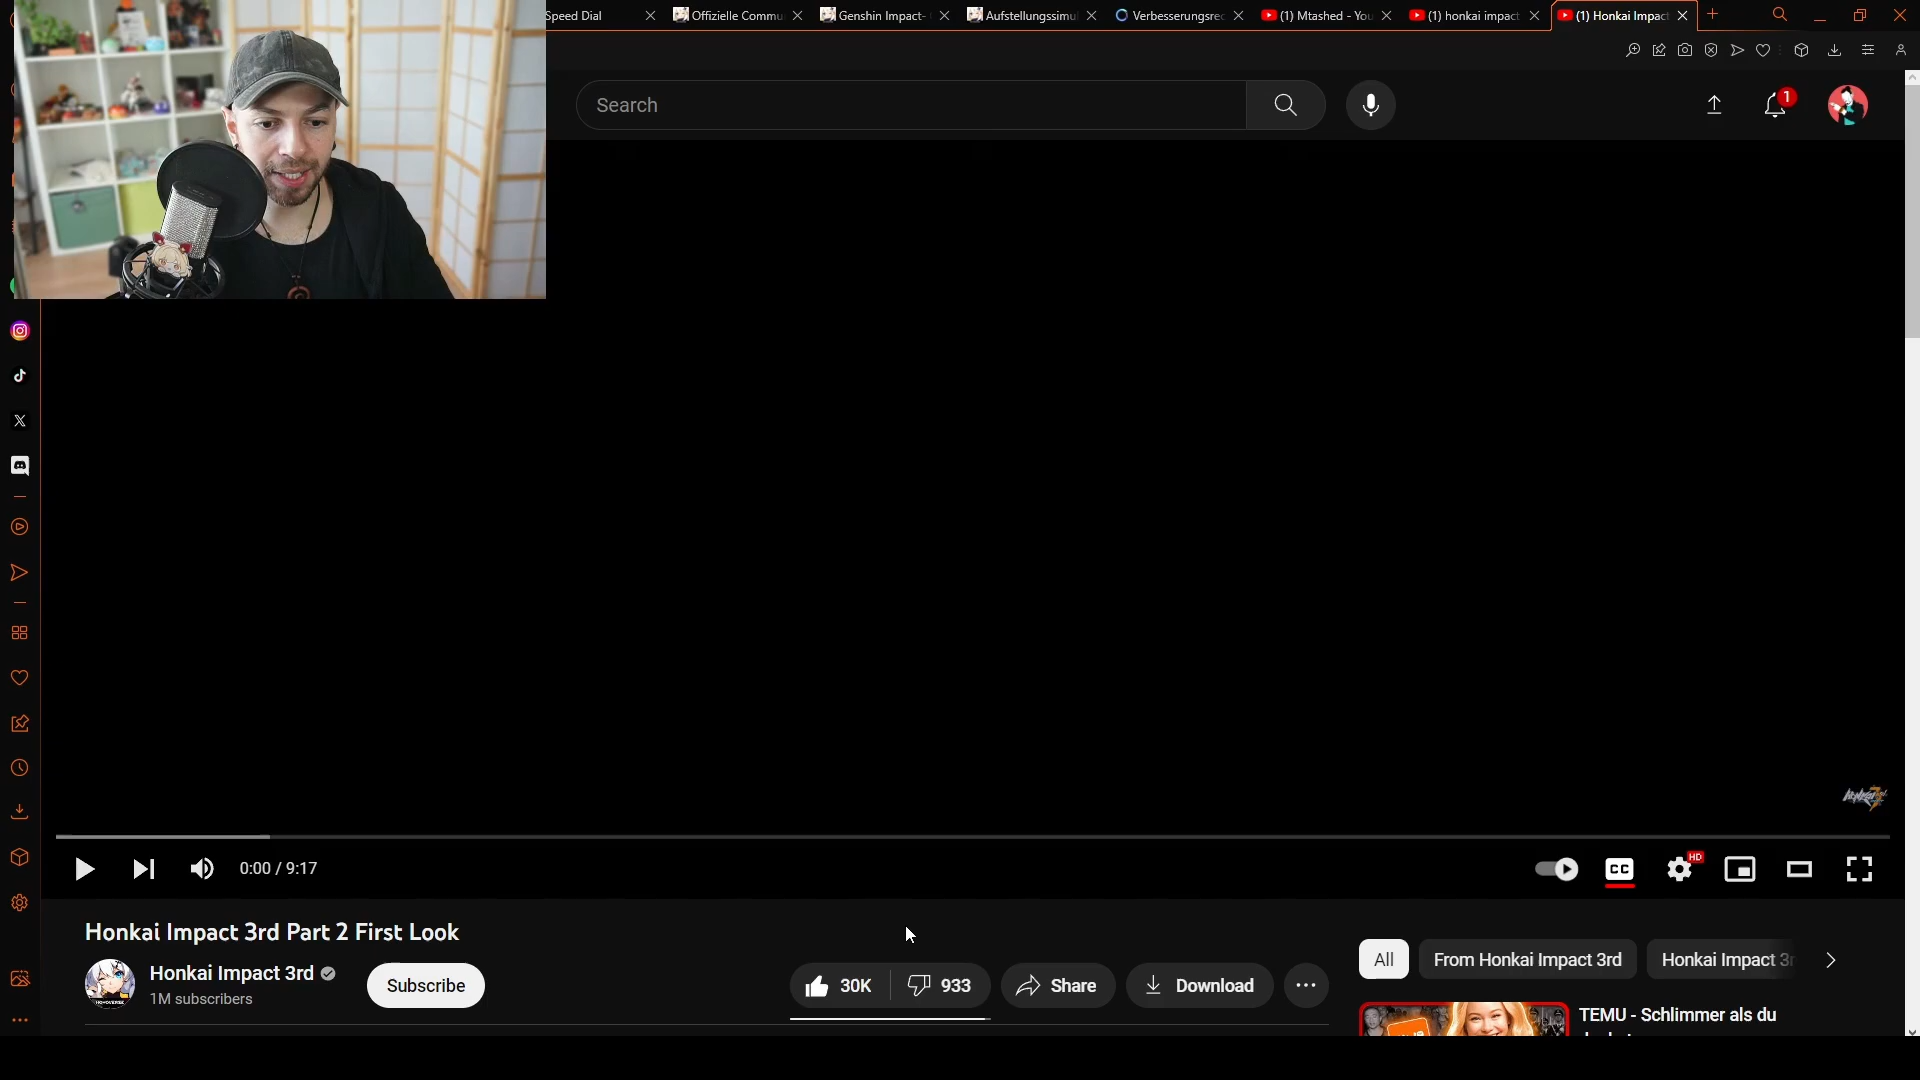 Speed Dial
Offizielle Commu
Genshin Impact-
Aufstellungssimu
Verbesserungsrec
(1) Mtashed - You
(1) honkai impact
(1) Honkai Impac
Search
1
HD
CC
0:00 / 9:17
Honkai Impact 3rd Part 2 First Look
Honkai Impact 3rd
1M subscribers
Subscribe
30K
933
Share
Download
All
From Honkai Impact 3rd
Honkai Impact 3r
TEMU - Schlimmer als du